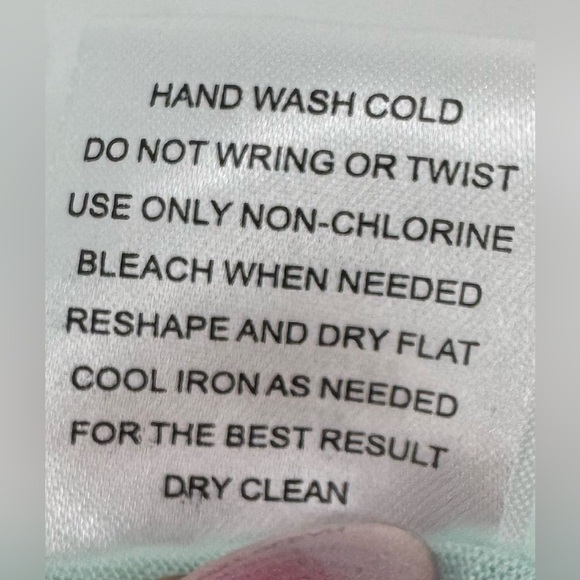 HAND WASH COLD
DO NOT WRING OR TWIST
USE ONLY NON-CHLORINE
BLEACH WHEN NEEDED
RESHAPE AND DRY FLAT
COOL IRON AS NEEDED
FOR THE BEST RESULT
DRY CLEAN